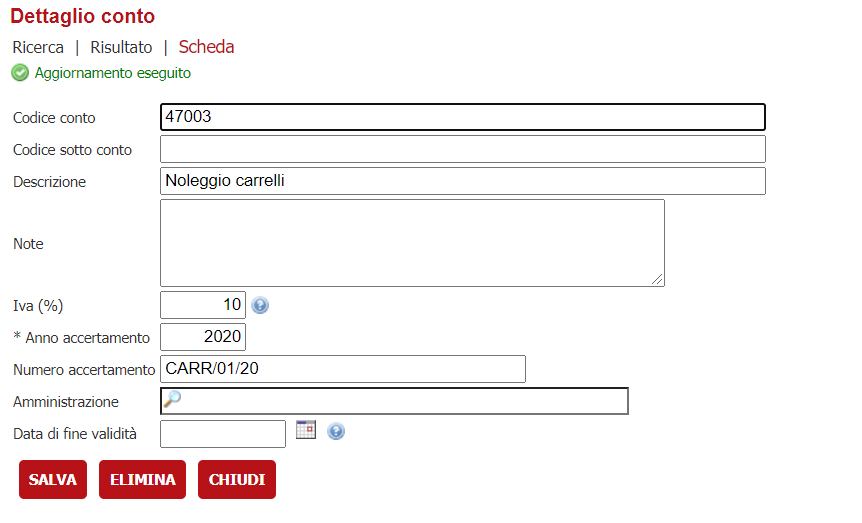 Dettaglio conto
Ricerca | Risultato | Scheda
Aggiornamento eseguito
Codice conto 47003
Codice sotto conto
Descrizione Noleggio carrelli
Note
Iva (%) 10
* Anno accertamento 2020
Numero accertamento CARR/01/20
Amministrazione
Data di fine validità
SALVA ELIMINA CHIUDI